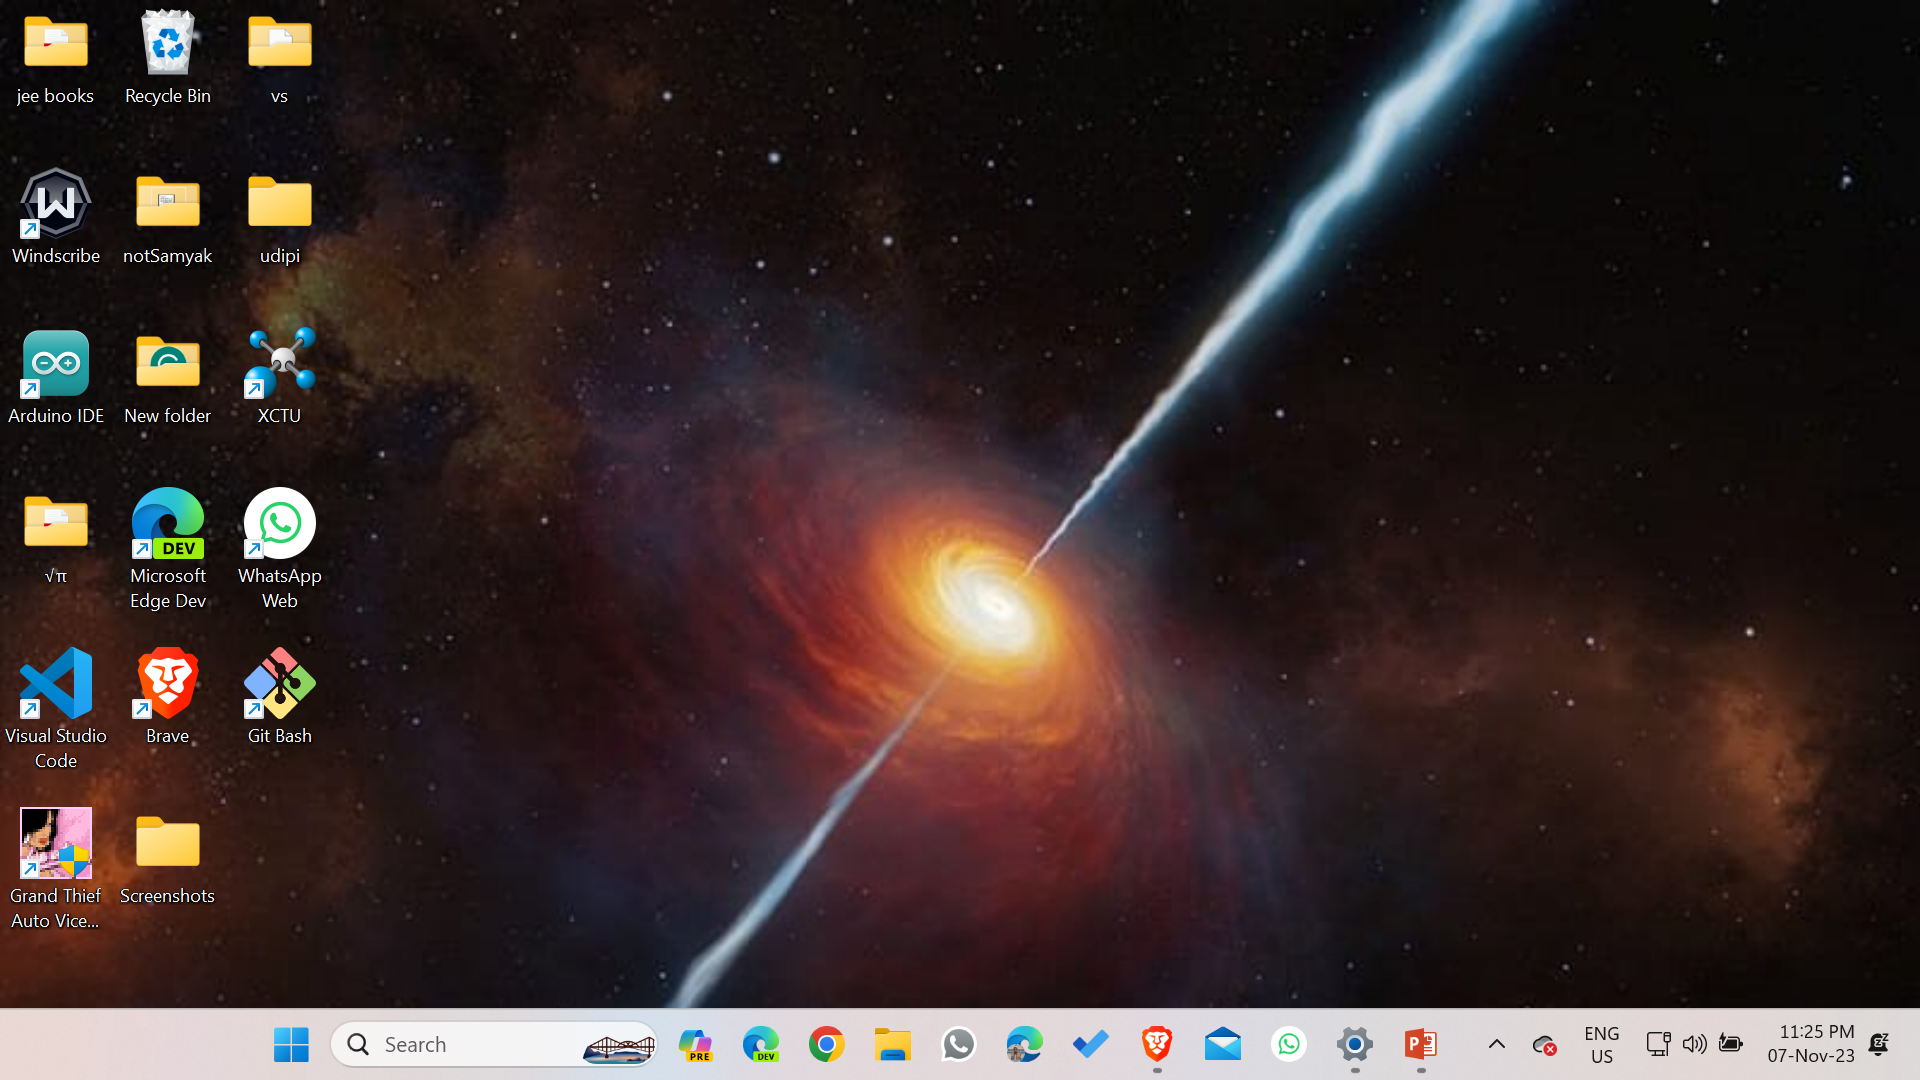 jee books
Recycle Bin
vs
Windscribe
notSamyak
udipi
Arduino IDE
New folder
XCTU
√π
DEV
Microsoft
Edge Dev
WhatsApp
Web
Visual Studio
Code
Brave
Git Bash
Grand Thief
Auto Vice...
Screenshots
Search
PRE
DEV
ENG
US
11:25 PM
07-Nov-23